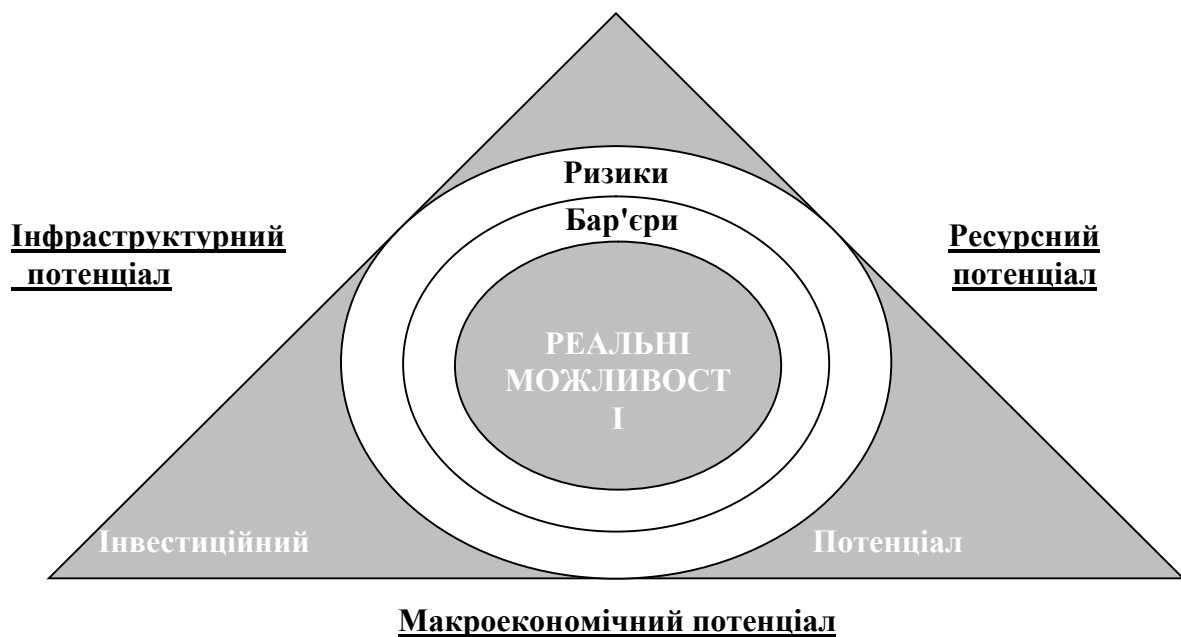 Ризики
Бар'єри
Інфраструктурний
потенціал
Ресурсний
потенціал
РЕАЛЬНІ
МОЖЛИВОСТ
І
Інвестиційний
Потенціал
Макроекономічний потенціал